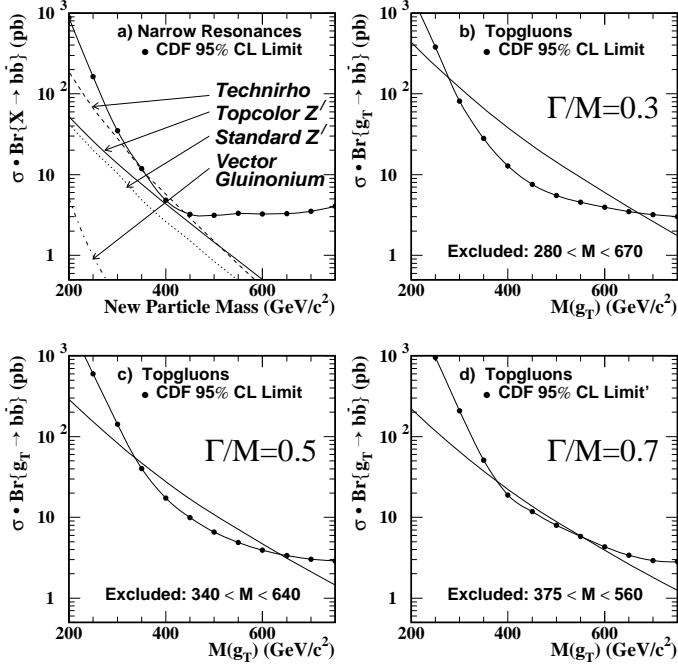 a) Narrow Resonances
● CDF 95% CL Limit
Technirho
Topcolor Z′
Standard Z′
Vector
Gluinonium
σ • Br{X → bb̄} (pb)
10³
10²
10
1
200 400 600
New Particle Mass (GeV/c²)
b) Topgluons
● CDF 95% CL Limit
Γ/M=0.3
Excluded: 280 < M < 670
σ • Br{g_T → bb̄} (pb)
10³
10²
10
1
200 400 600
M(g_T) (GeV/c²)
c) Topgluons
● CDF 95% CL Limit
Γ/M=0.5
Excluded: 340 < M < 640
σ • Br{g_T → bb̄} (pb)
10³
10²
10
1
200 400 600
M(g_T) (GeV/c²)
d) Topgluons
● CDF 95% CL Limit'
Γ/M=0.7
Excluded: 375 < M < 560
σ • Br{g_T → bb̄} (pb)
10³
10²
10
1
200 400 600
M(g_T) (GeV/c²)